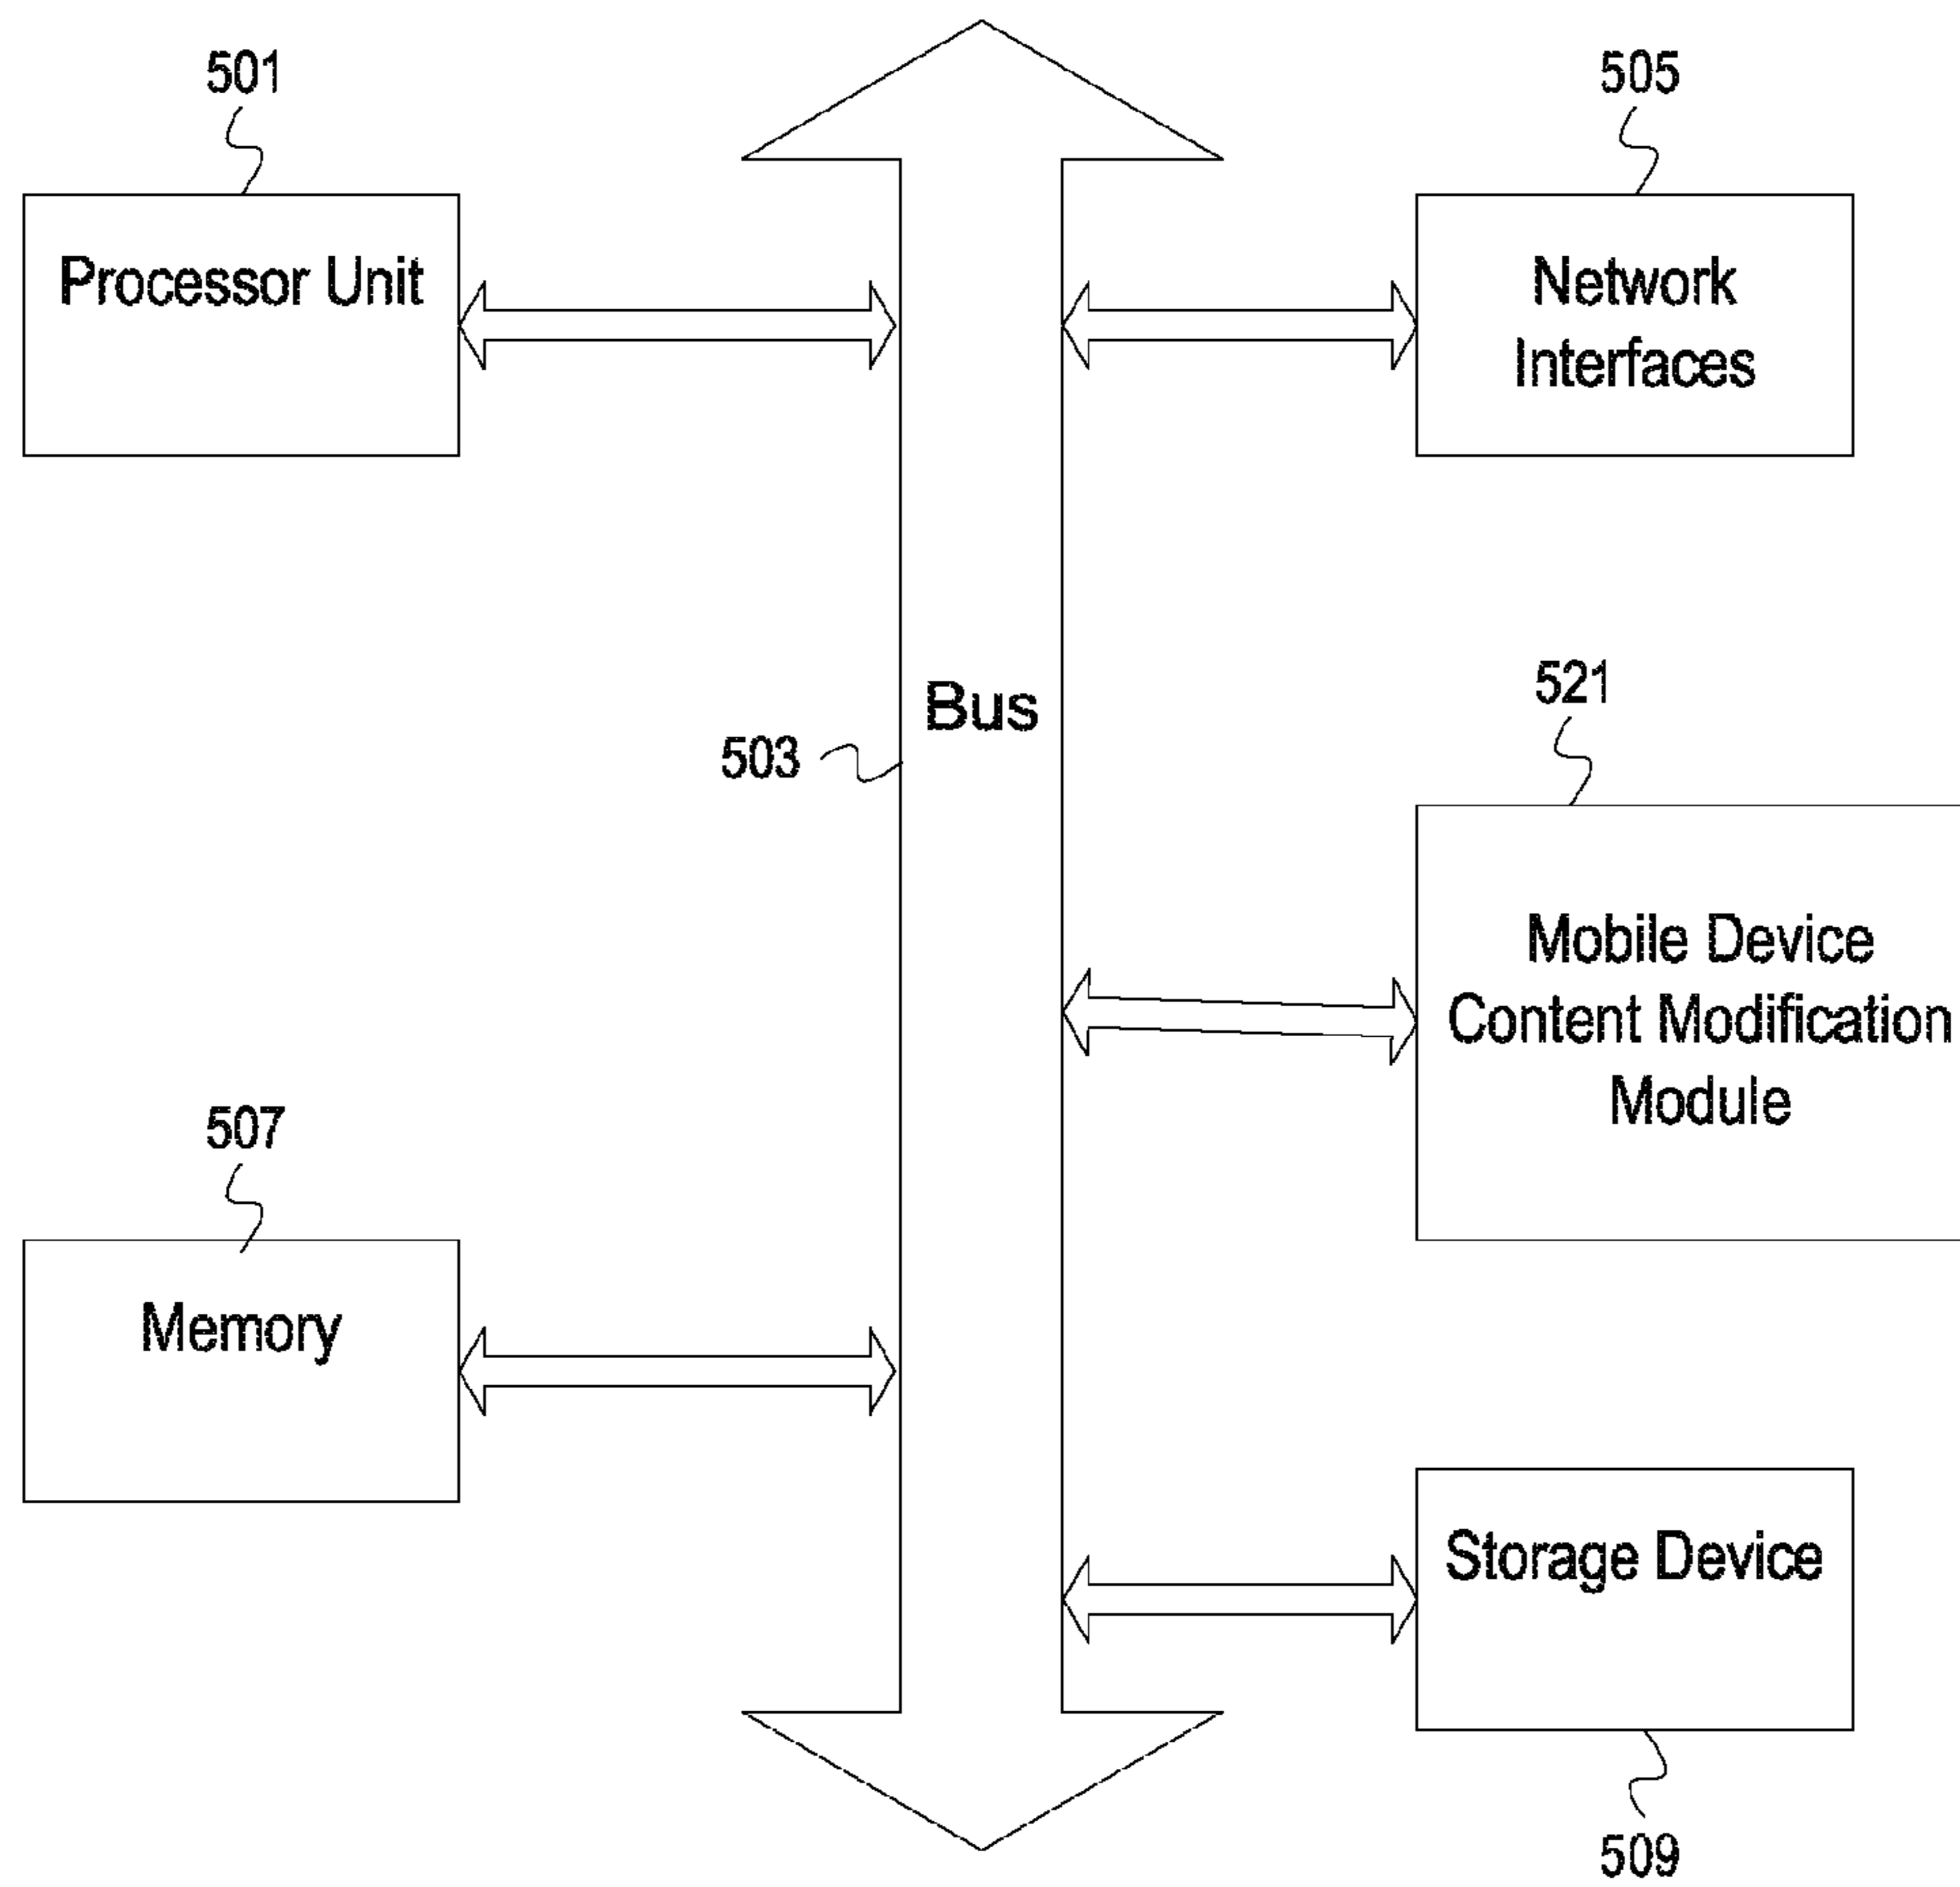 501
505
Processor Unit
Network
Interfaces
521
Bus
503
Mobile Device
Content Modification
Module
507
Memory
Storage Device
509